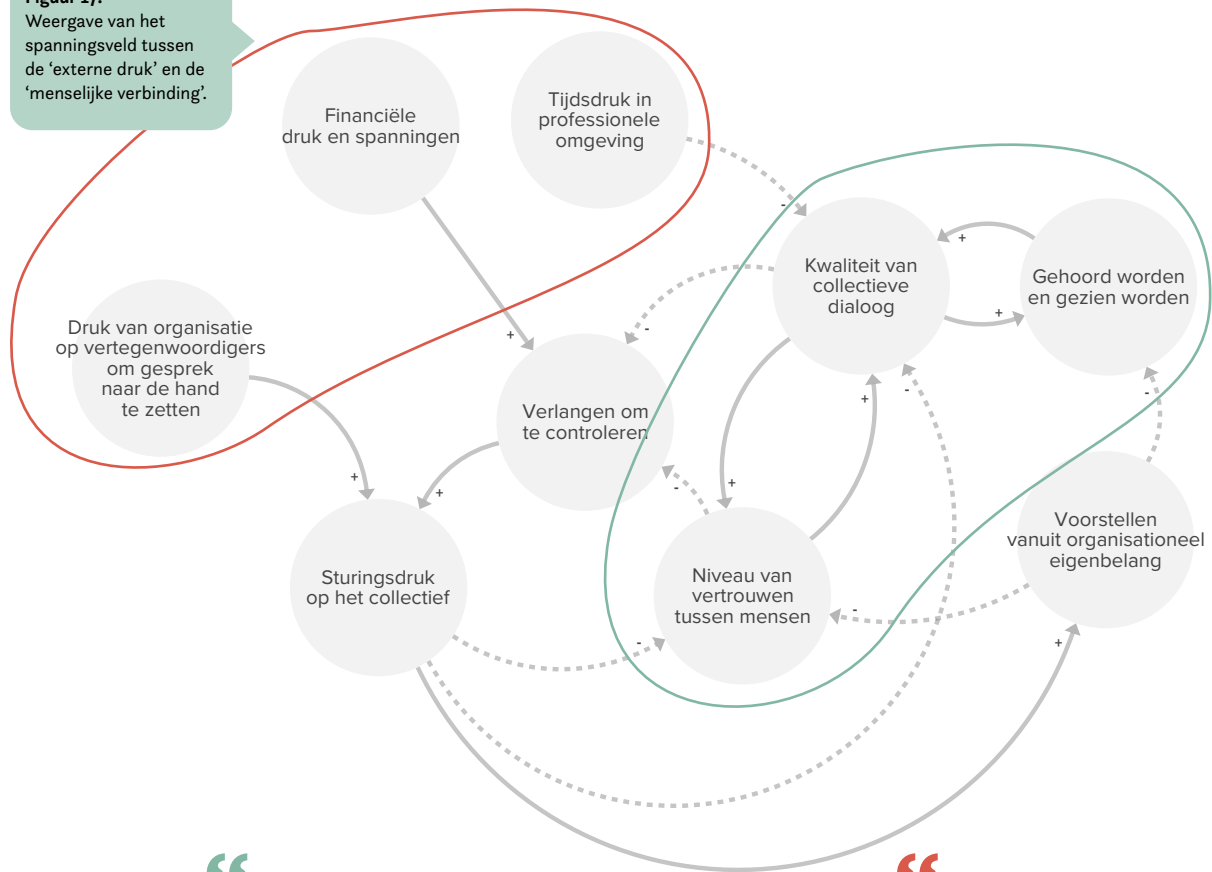 Figuur 17:
Weergave van het
spanningsveld tussen
de ‘externe druk’ en de
‘menselijke verbinding’.
Financiële
druk en spanningen
Tijdsdruk in
professionele
omgeving
-
Kwaliteit van
collectieve
dialoog
+
+
Gehoord worden
en gezien worden
Druk van organisatie
op vertegenwoordigers
om gesprek
naar de hand
te zetten
+
-
Verlangen om
te controleren
+
-
-
+
+
+
-
Sturingsdruk
op het collectief
Niveau van
vertrouwen
tussen mensen
Voorstellen
vanuit organisationeel
eigenbelang
-
-
+
“
“